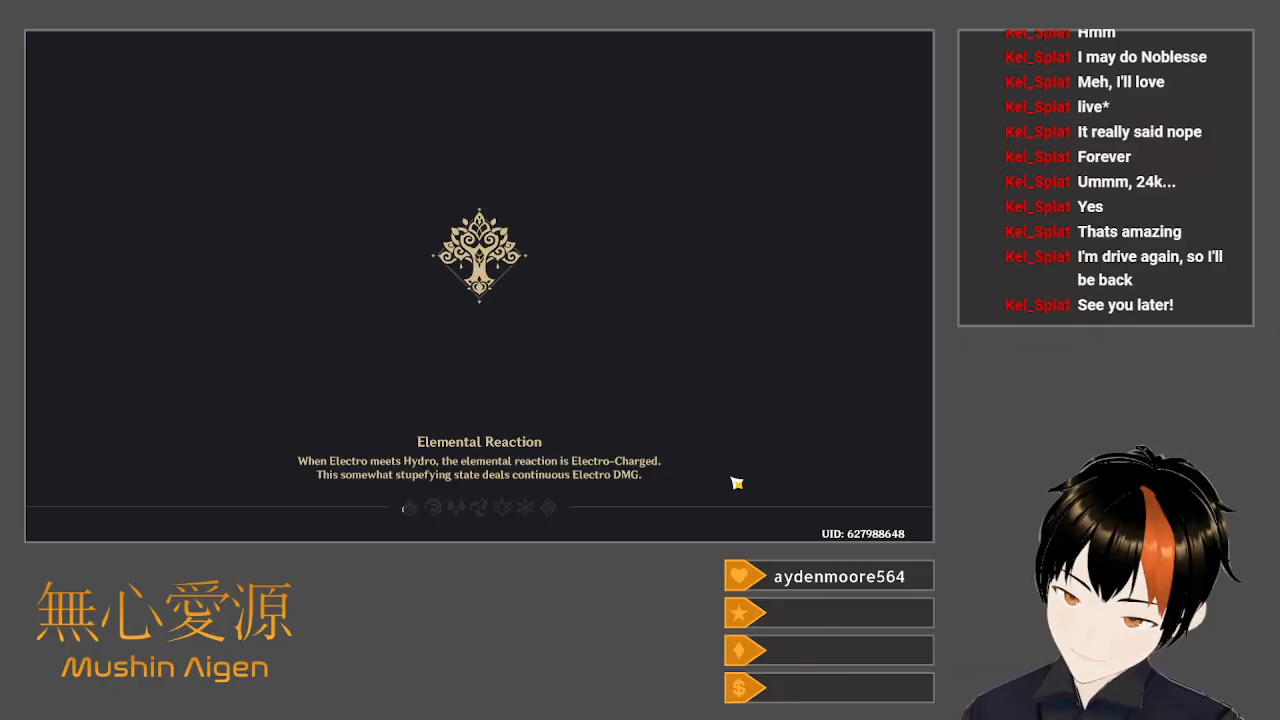 Kel_Splat Hmm
Kel_Splat I may do Noblesse
Kel_Splat Meh, I'll love
Kel_Splat live*
Kel_Splat It really said nope
Kel_Splat Forever
Kel_Splat Ummm, 24k...
Kel_Splat Yes
Kel_Splat Thats amazing
Kel_Splat I'm drive again, so I'll
be back
Kel_Splat See you later!
Elemental Reaction
When Electro meets Hydro, the elemental reaction is Electro-Charged.
This somewhat stupefying state deals continuous Electro DMG.
UID: 627988648
aydenmoore564
$
無心愛源
Mushin Aigen